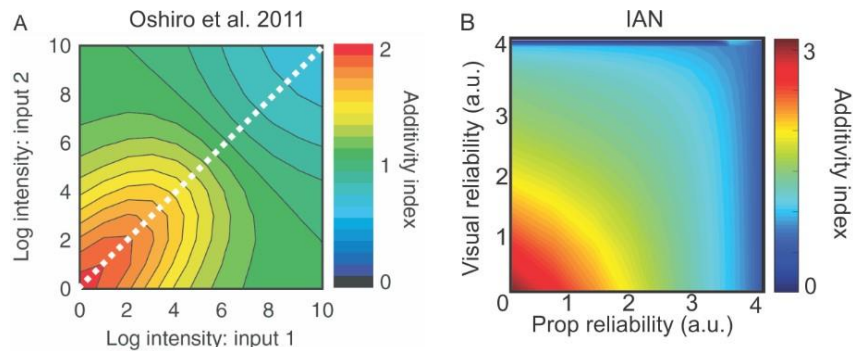 A
Oshiro et al. 2011
Log intensity: input 2
10
8
6
4
2
0
0
2
4
6
8
10
Log intensity: input 1
2
1
0
Additivity index
B
IAN
Visual reliability (a.u.)
4
3
2
1
0
1
2
3
4
Prop reliability (a.u.)
3
0
Additivity index